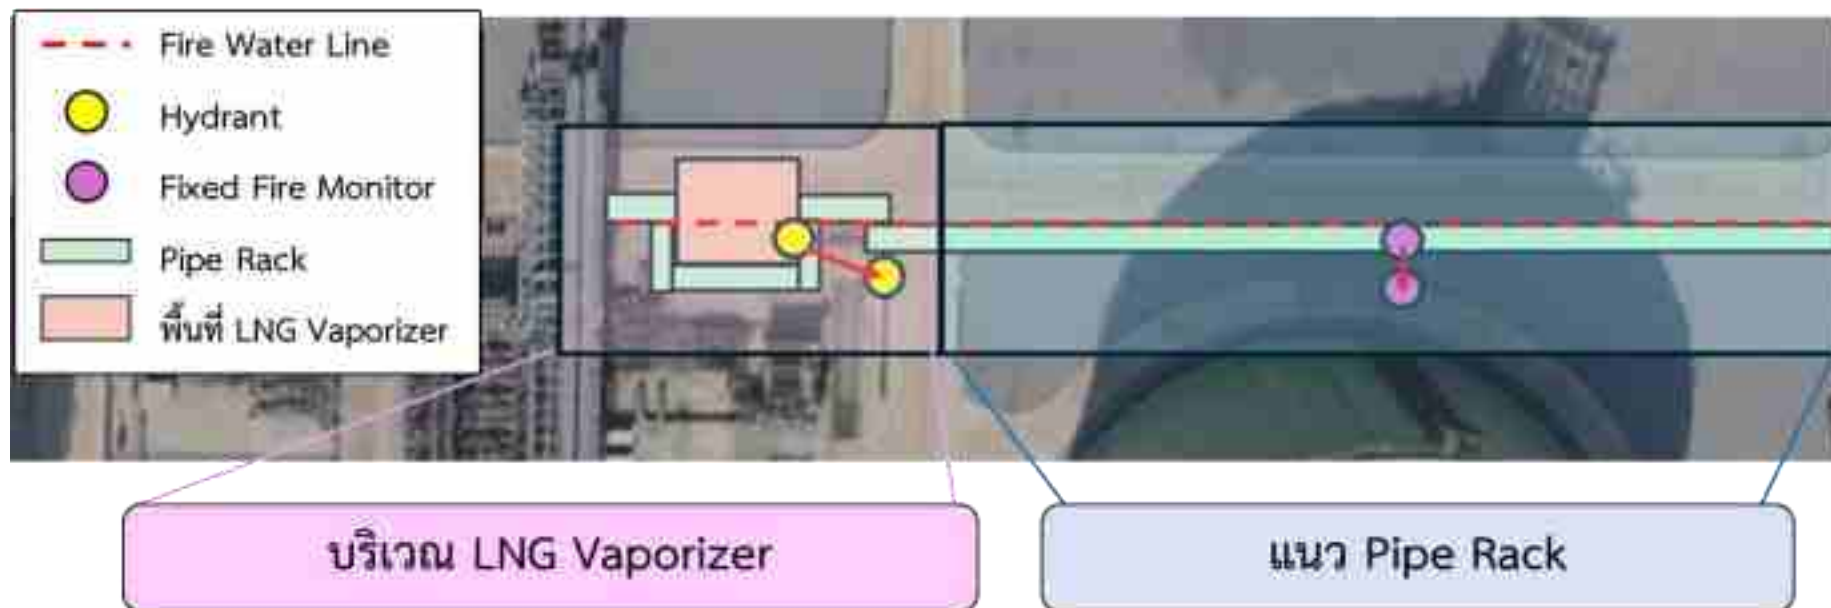 Fire Water Line
Hydrant
Fixed Fire Monitor
Pipe Rack
พื้นที่ LNG Vaporizer
บริเวณ LNG Vaporizer
แนว Pipe Rack